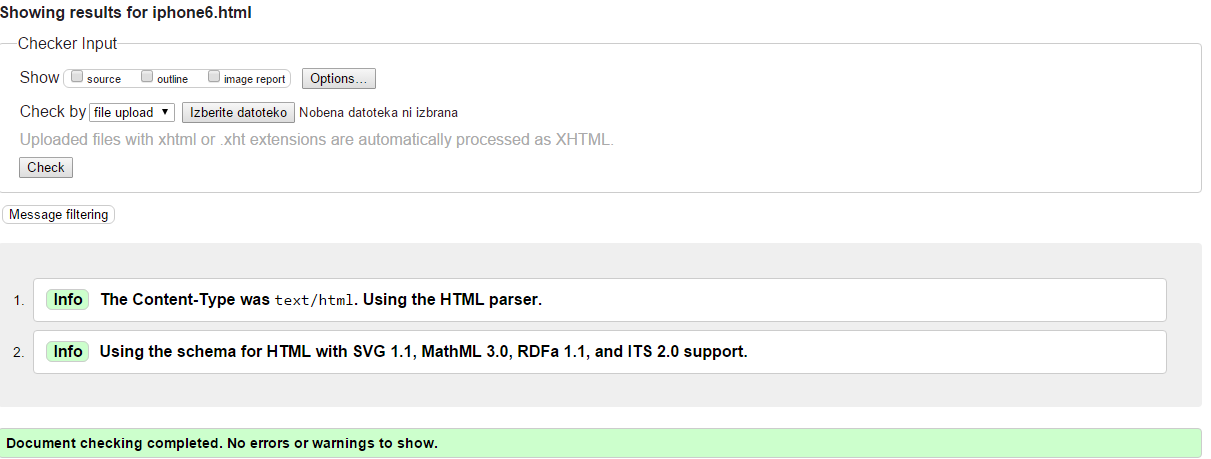 Showing results for iphone6.html
Checker Input
Show source outline image report Options...
Check by file upload Izberite datoteko Nobena datoteka ni izbrana
Uploaded files with xhtml or .xht extensions are automatically processed as XHTML.
Check
Message filtering
1. Info The Content-Type was text/html. Using the HTML parser.
2. Info Using the schema for HTML with SVG 1.1, MathML 3.0, RDFa 1.1, and ITS 2.0 support.
Document checking completed. No errors or warnings to show.